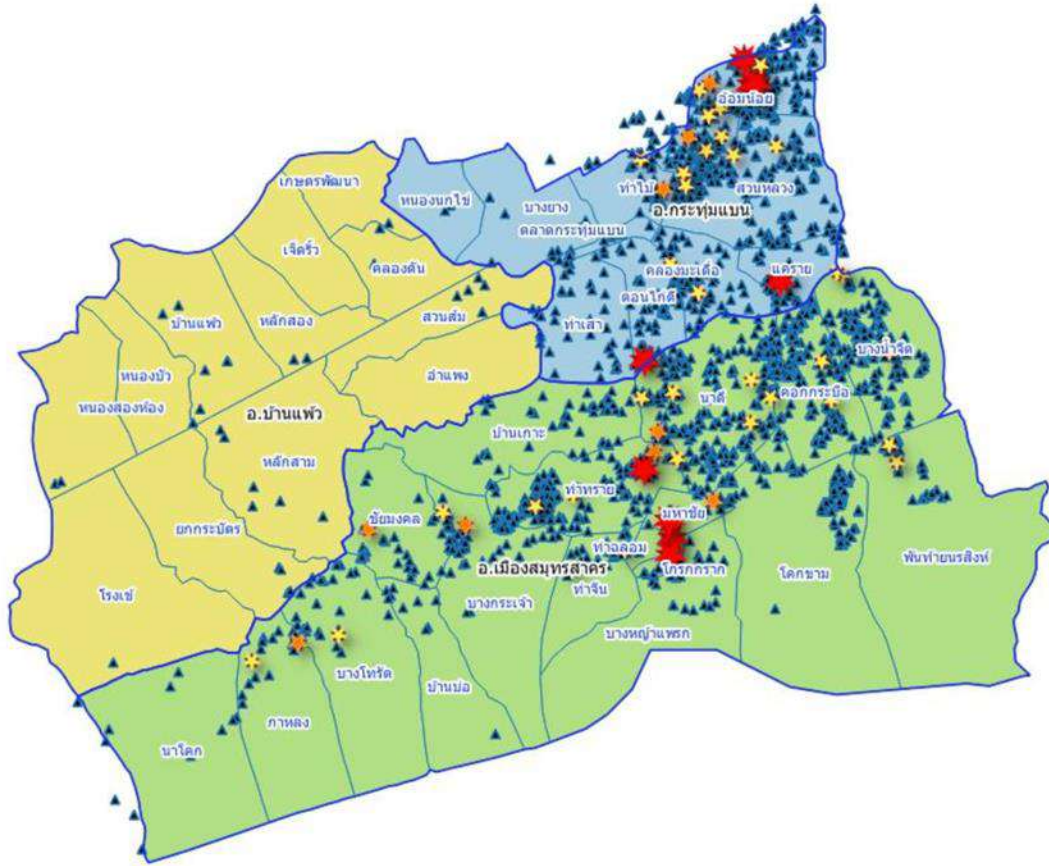 อ้อมน้อย
เกษตรพัฒนา
หนองนกไข่
บางยาง
ท่าไม้
สวนหลวง
อ.กระทุ่มแบน
ตลาดกระทุ่มแบน
เจ็ดริ้ว
คลองตัน
คลองมะเดื่อ
แคราย
ดอนไก่ดี
บ้านแพ้ว
หลักสอง
สวนส้ม
ท่าเสา
บางน้ำจืด
หนองบัว
อำแพง
นาดี
คอกกระบือ
หนองสองห้อง
อ.บ้านแพ้ว
บ้านเกาะ
หลักสาม
ท่าทราย
มหาชัย
ยกกระบัตร
ชัยมงคล
ท่าฉลอม
พันท้ายนรสิงห์
อ.เมืองสมุทรสาคร
โกรกกราก
โคกขาม
โรงเข้
ท่าจีน
บางกระเจ้า
บางหญ้าแพรก
บางโทรัด
บ้านบ่อ
กาหลง
นาโคก